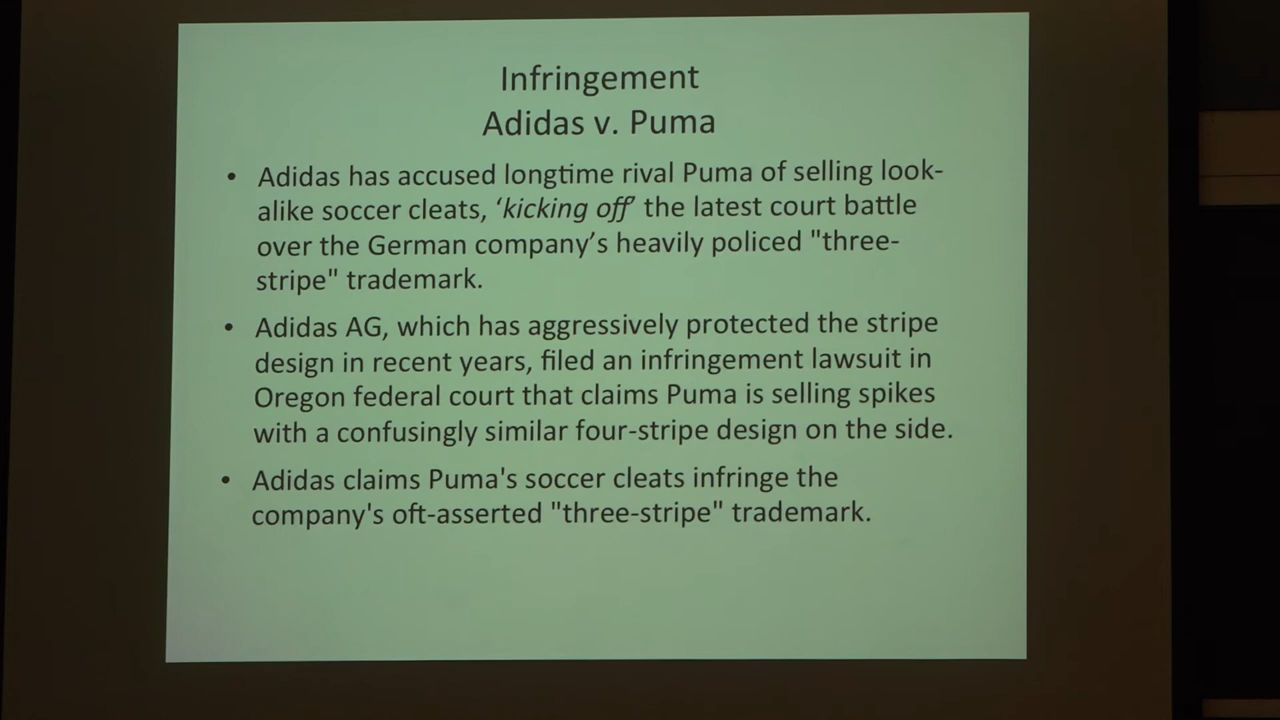 Infringement
Adidas v. Puma
• Adidas has accused longtime rival Puma of selling look-
alike soccer cleats, ‘kicking off’ the latest court battle
over the German company’s heavily policed "three-
stripe" trademark.
• Adidas AG, which has aggressively protected the stripe
design in recent years, filed an infringement lawsuit in
Oregon federal court that claims Puma is selling spikes
with a confusingly similar four-stripe design on the side.
• Adidas claims Puma's soccer cleats infringe the
company's oft-asserted "three-stripe" trademark.